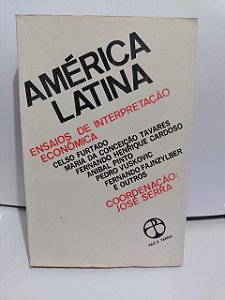 AMÉRICA
LATINA
ENSAIOS DE INTERPRETAÇÃO
ECONÔMICA
CELSO FURTADO
MARIA DA CONCEIÇÃO TAVARES
FERNANDO HENRIQUE CARDOSO
ANIBAL PINTO
PEDRO VUSKOVIC
FERNANDO FAJNZYLBER
E OUTROS
COORDENAÇÃO:
JOSÉ SERRA
PAZ E TERRA